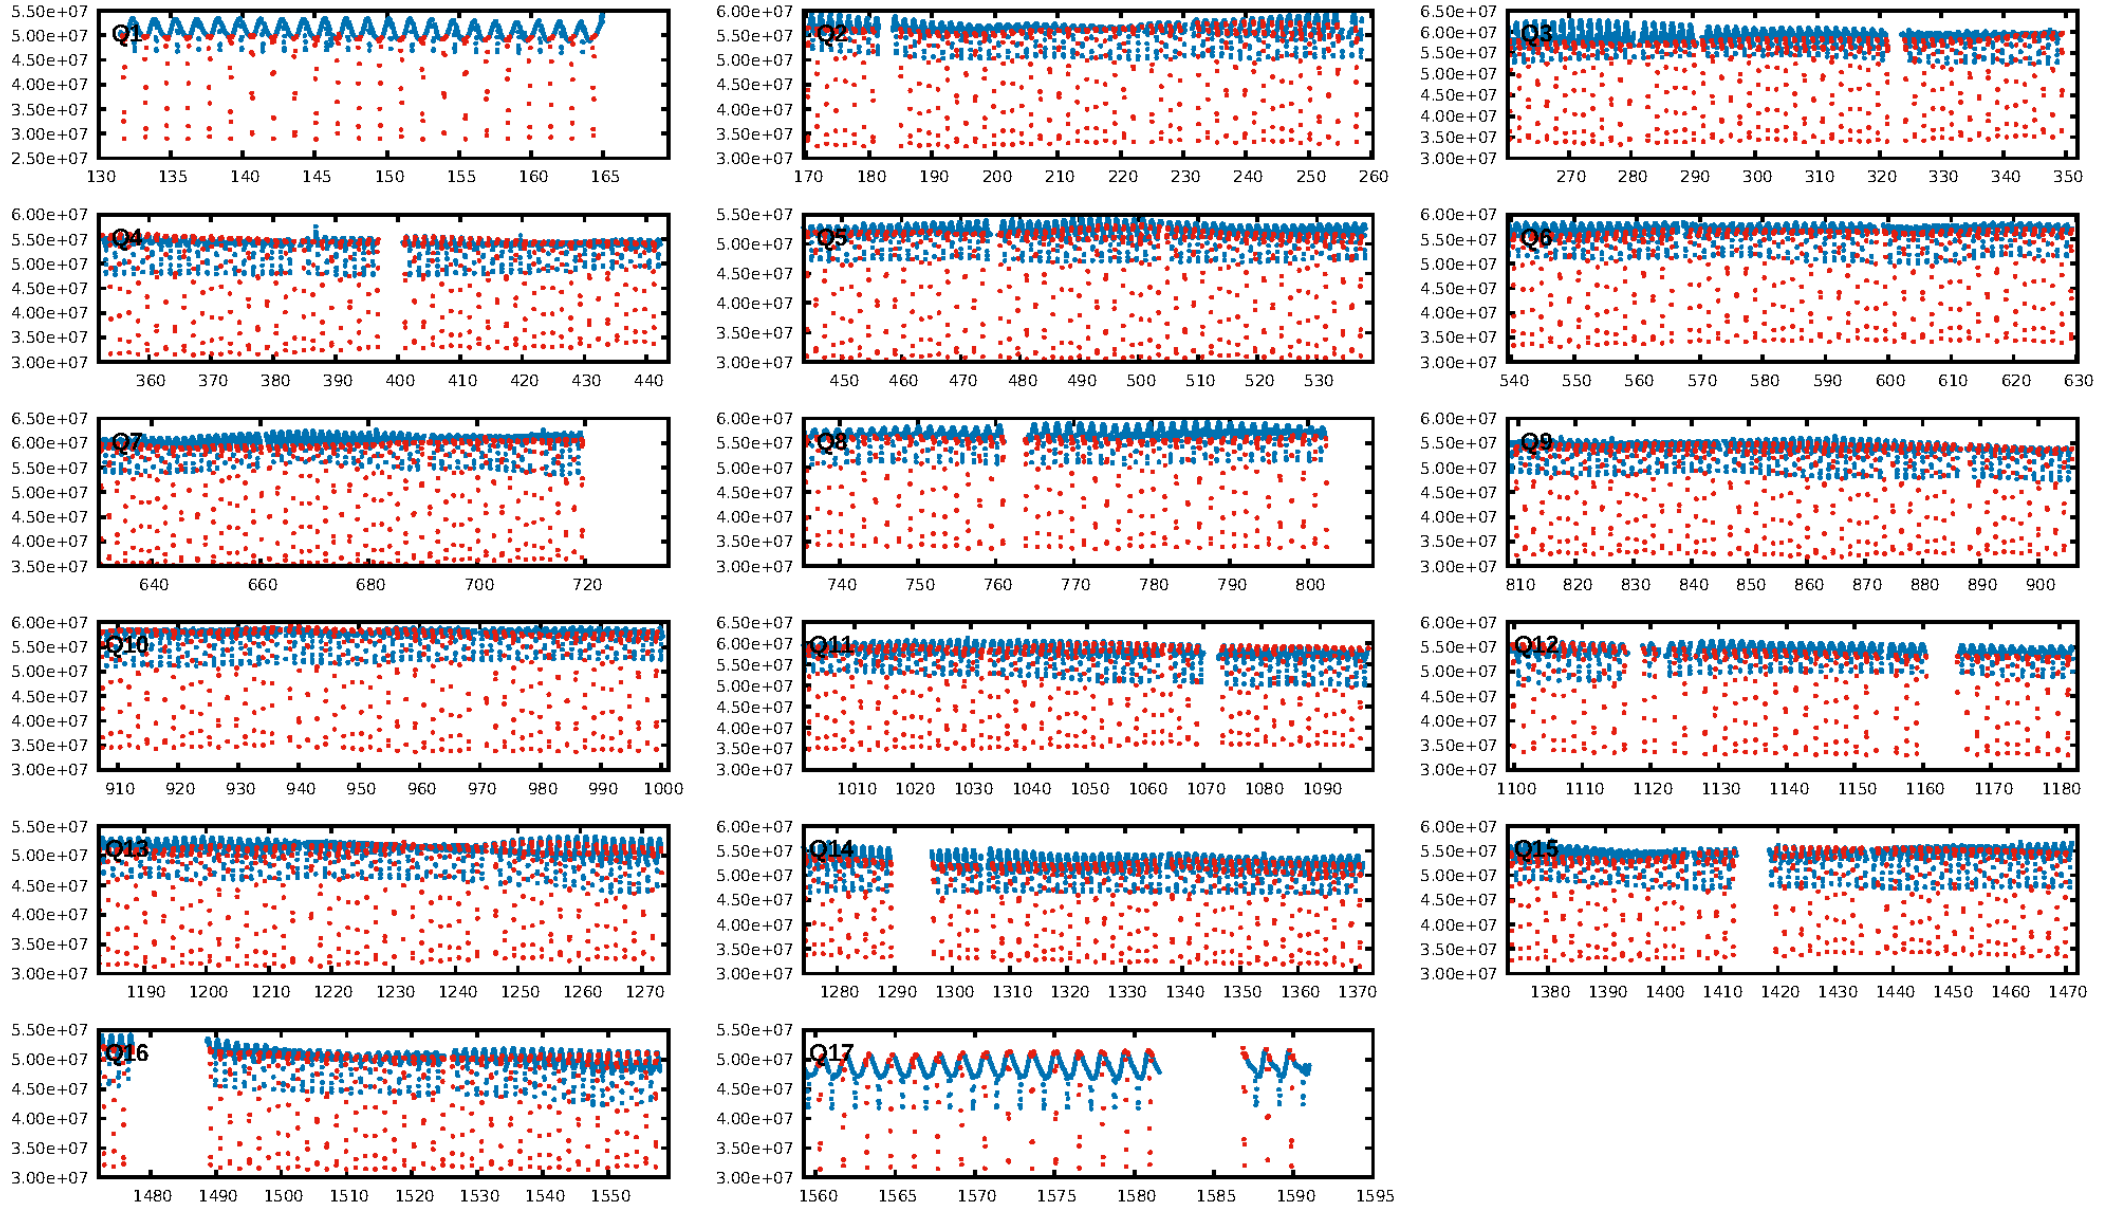 5.50e+07 5.00e+07 4.50e+07 4.00e+07 3.50e+07 3.00e+07 2.50e+07
Q1
130 135 140 145 150 155 160 165
6.00e+07 5.50e+07 5.00e+07 4.50e+07 4.00e+07 3.50e+07 3.00e+07
Q2
170 180 190 200 210 220 230 240 250 260
6.50e+07 6.00e+07 5.50e+07 5.00e+07 4.50e+07 4.00e+07 3.50e+07 3.00e+07
Q3
270 280 290 300 310 320 330 340 350
6.00e+07 5.50e+07 5.00e+07 4.50e+07 4.00e+07 3.50e+07 3.00e+07
Q4
360 370 380 390 400 410 420 430 440
5.50e+07 5.00e+07 4.50e+07 4.00e+07 3.50e+07 3.00e+07
Q5
450 460 470 480 490 500 510 520 530
6.00e+07 5.50e+07 5.00e+07 4.50e+07 4.00e+07 3.50e+07 3.00e+07
Q6
540 550 560 570 580 590 600 610 620 630
6.50e+07 6.00e+07 5.50e+07 5.00e+07 4.50e+07 4.00e+07 3.50e+07
Q7
640 660 680 700 720
6.00e+07 5.50e+07 5.00e+07 4.50e+07 4.00e+07 3.50e+07 3.00e+07
Q8
740 750 760 770 780 790 800
6.00e+07 5.50e+07 5.00e+07 4.50e+07 4.00e+07 3.50e+07 3.00e+07
Q9
810 820 830 840 850 860 870 880 890 900
6.00e+07 5.50e+07 5.00e+07 4.50e+07 4.00e+07 3.50e+07 3.00e+07
Q10
910 920 930 940 950 960 970 980 990 1000
6.50e+07 6.00e+07 5.50e+07 5.00e+07 4.50e+07 4.00e+07 3.50e+07 3.00e+07
Q11
1010 1020 1030 1040 1050 1060 1070 1080 1090
6.00e+07 5.50e+07 5.00e+07 4.50e+07 4.00e+07 3.50e+07 3.00e+07
Q12
1100 1110 1120 1130 1140 1150 1160 1170 1180
5.50e+07 5.00e+07 4.50e+07 4.00e+07 3.50e+07 3.00e+07
Q13
1190 1200 1210 1220 1230 1240 1250 1260 1270
6.00e+07 5.50e+07 5.00e+07 4.50e+07 4.00e+07 3.50e+07 3.00e+07
Q14
1280 1290 1300 1310 1320 1330 1340 1350 1360 1370
6.00e+07 5.50e+07 5.00e+07 4.50e+07 4.00e+07 3.50e+07 3.00e+07
Q15
1380 1390 1400 1410 1420 1430 1440 1450 1460 1470
5.50e+07 5.00e+07 4.50e+07 4.00e+07 3.50e+07 3.00e+07
Q16
1480 1490 1500 1510 1520 1530 1540 1550
5.50e+07 5.00e+07 4.50e+07 4.00e+07 3.50e+07 3.00e+07
Q17
1560 1565 1570 1575 1580 1585 1590 1595